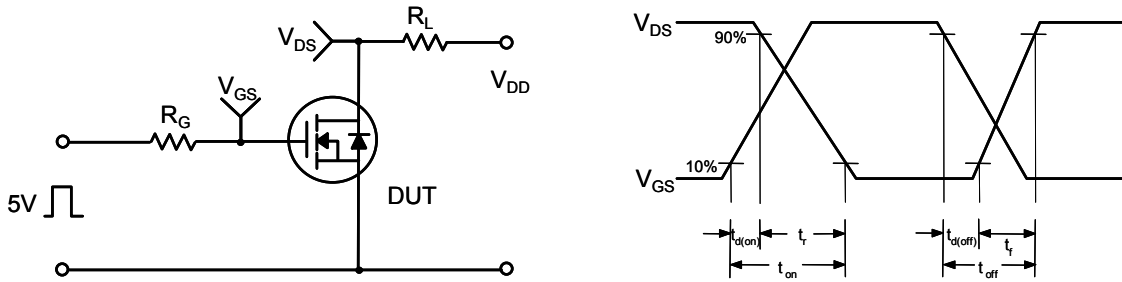 R_L
V_DS
V_DD
V_GS
R_G
5V
DUT
V_DS
90%
V_GS
10%
t_d(on)
t_r
t_on
t_d(off)
t_f
t_off